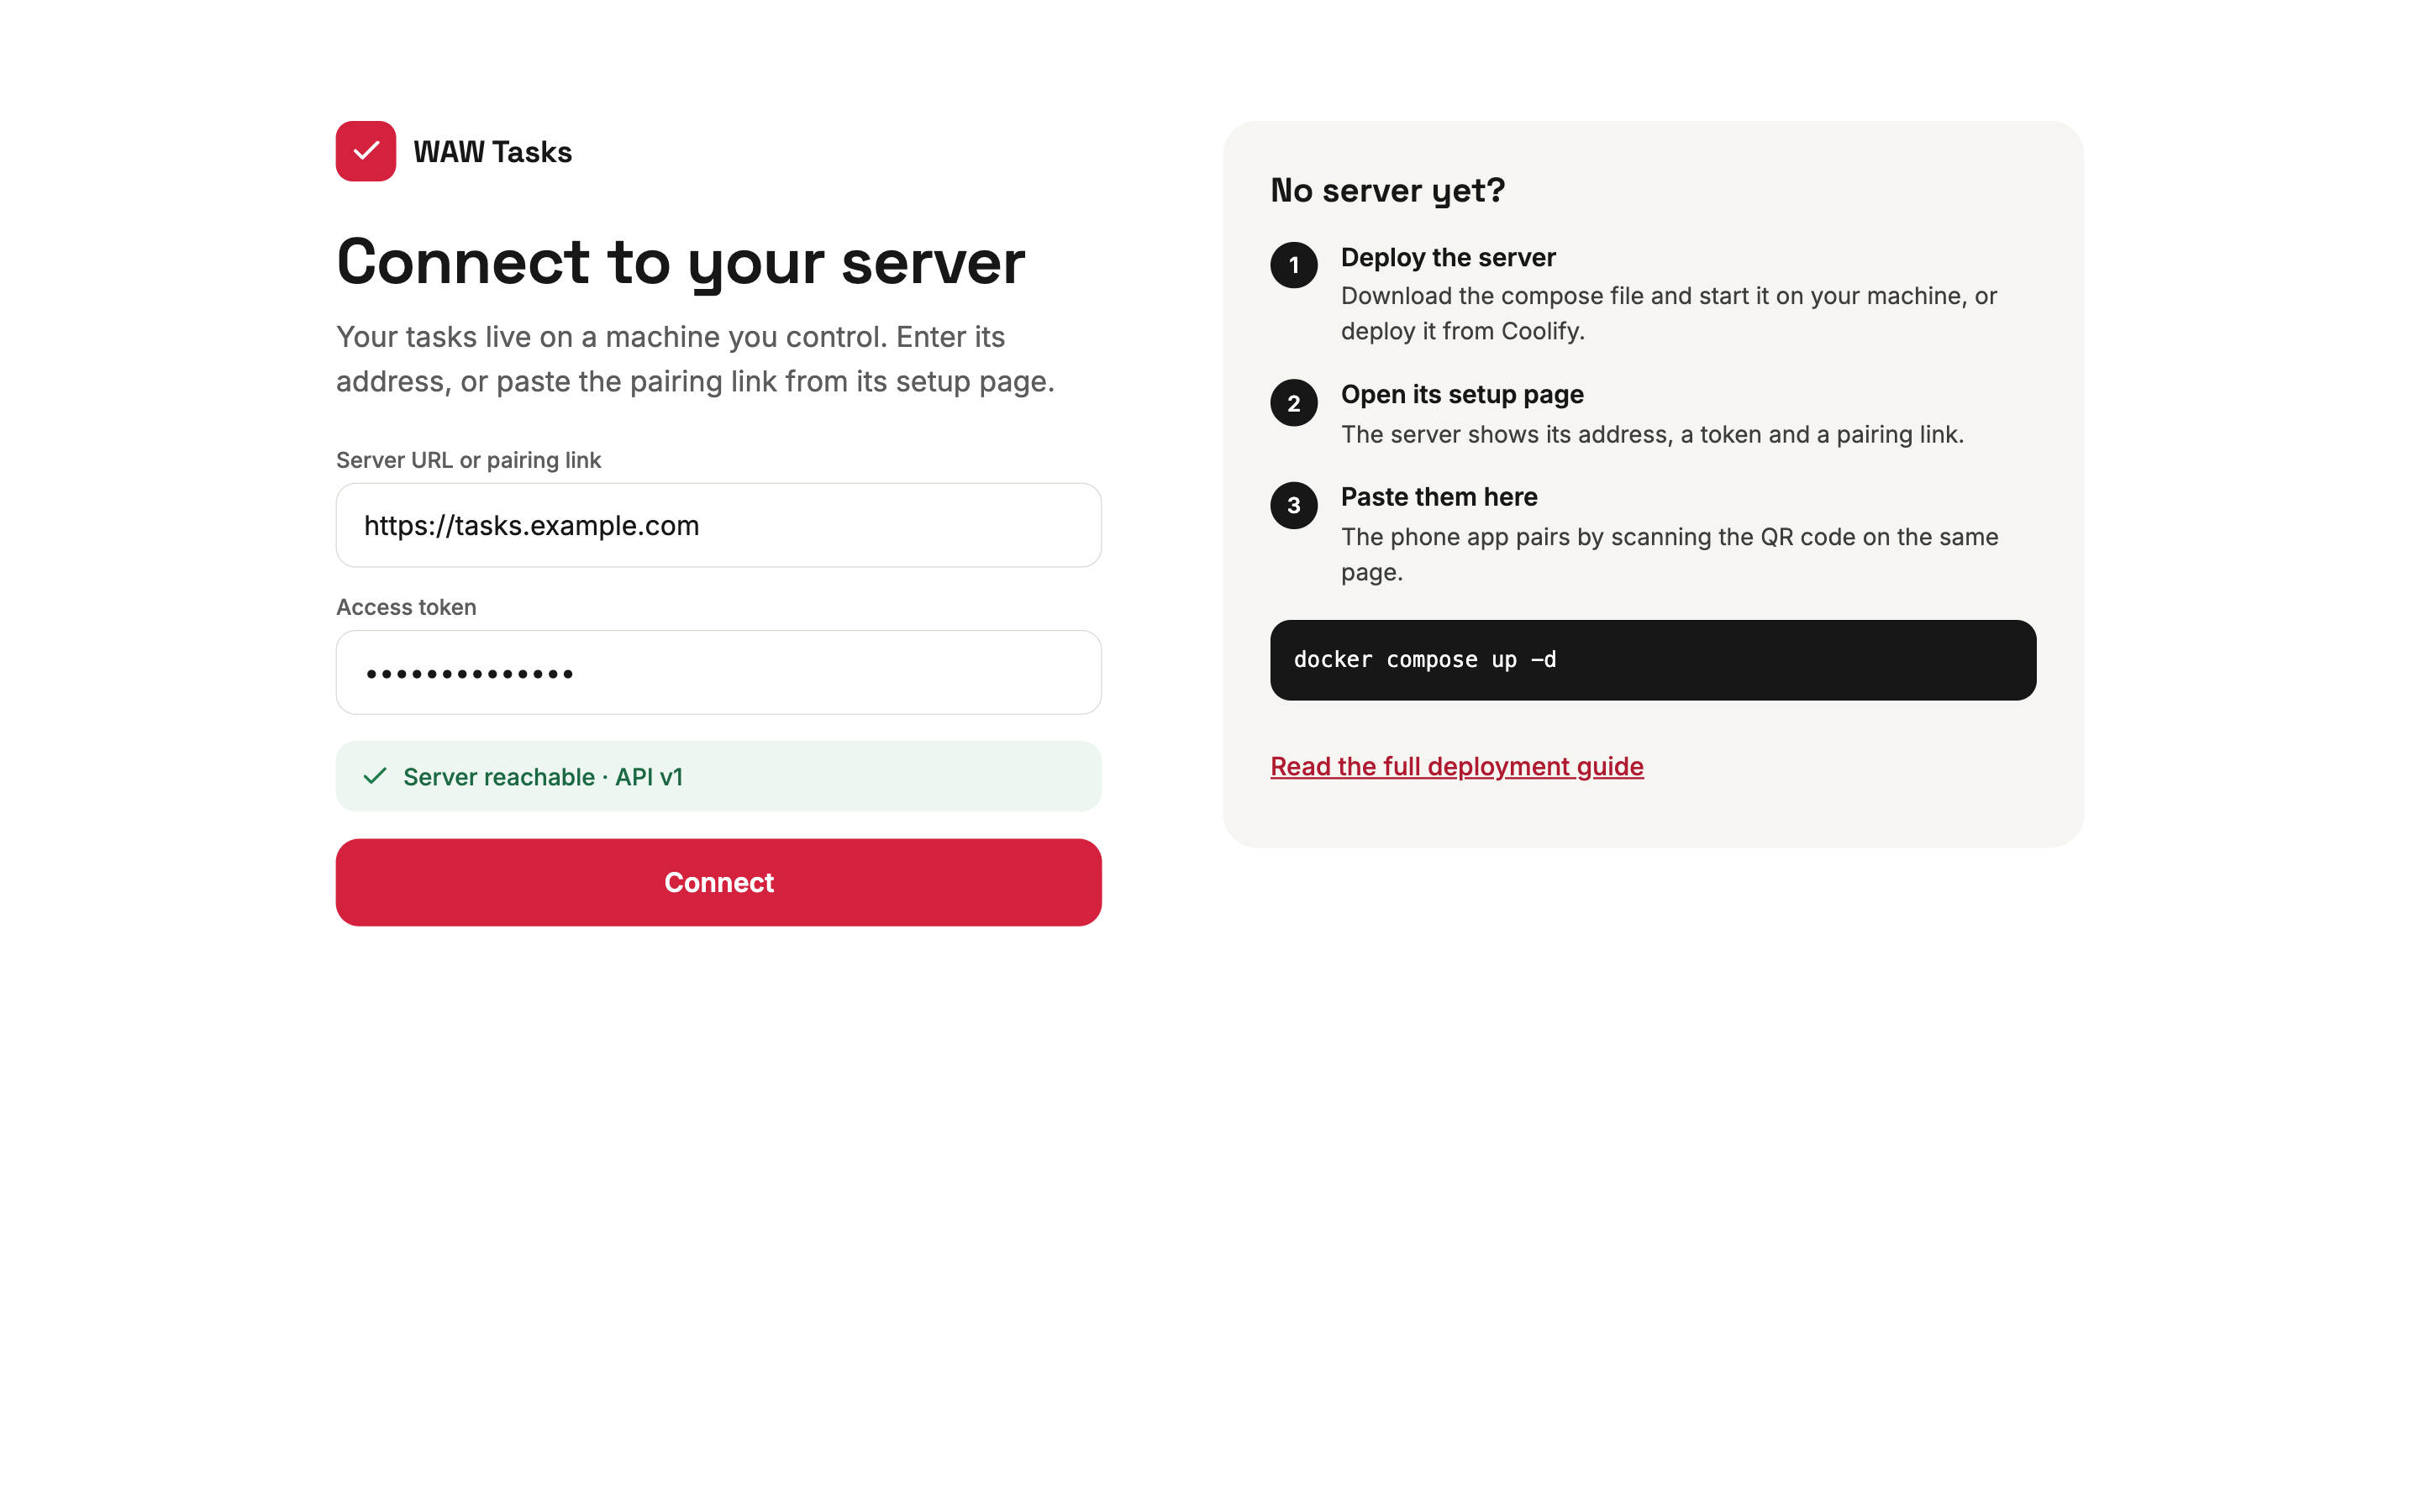 WAW Tasks
Connect to your server
Your tasks live on a machine you control. Enter its
address, or paste the pairing link from its setup page.
Server URL or pairing link
https://tasks.example.com
Access token
••••••••••••••
Server reachable · API v1
Connect
No server yet?
1
Deploy the server
Download the compose file and start it on your machine, or
deploy it from Coolify.
2
Open its setup page
The server shows its address, a token and a pairing link.
3
Paste them here
The phone app pairs by scanning the QR code on the same
page.
docker compose up -d
Read the full deployment guide